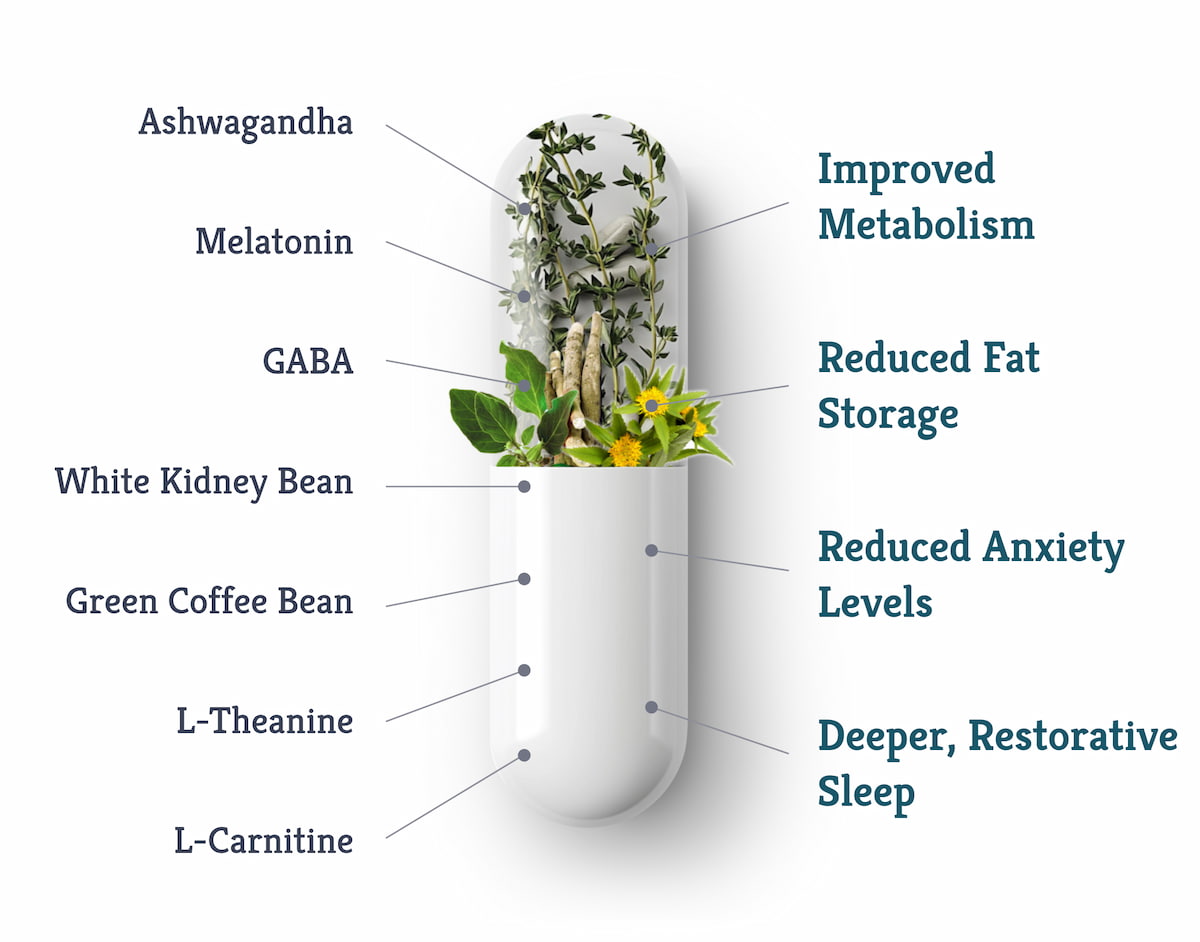 Ashwagandha
Melatonin
GABA
White Kidney Bean
Green Coffee Bean
L-Theanine
L-Carnitine
Improved
Metabolism
Reduced Fat
Storage
Reduced Anxiety
Levels
Deeper, Restorative
Sleep